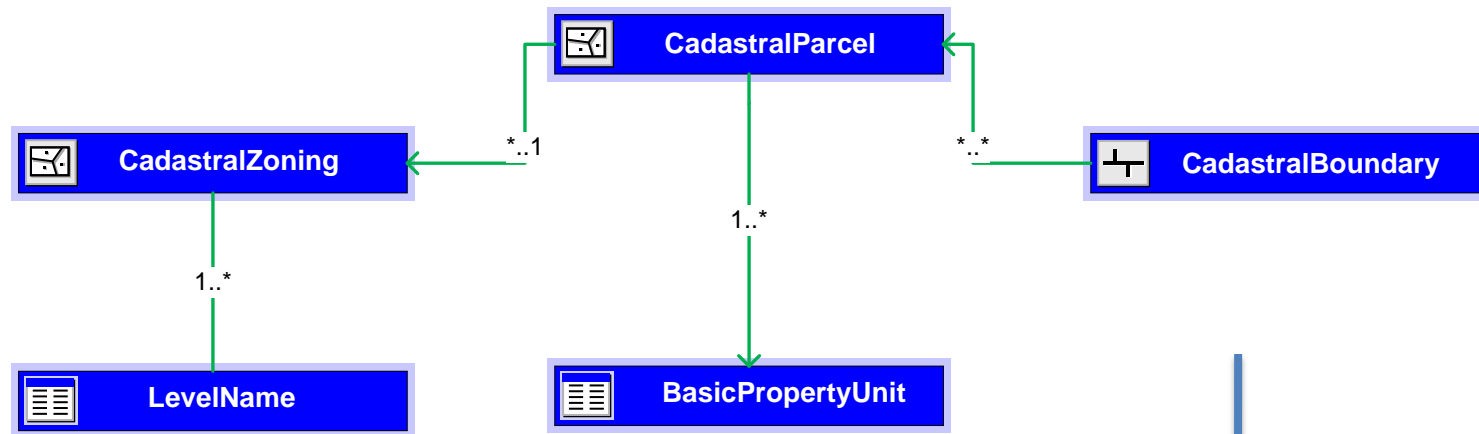 CadastralParcel
*..1
*..*
CadastralZoning
CadastralBoundary
1..*
1..*
LevelName
BasicPropertyUnit